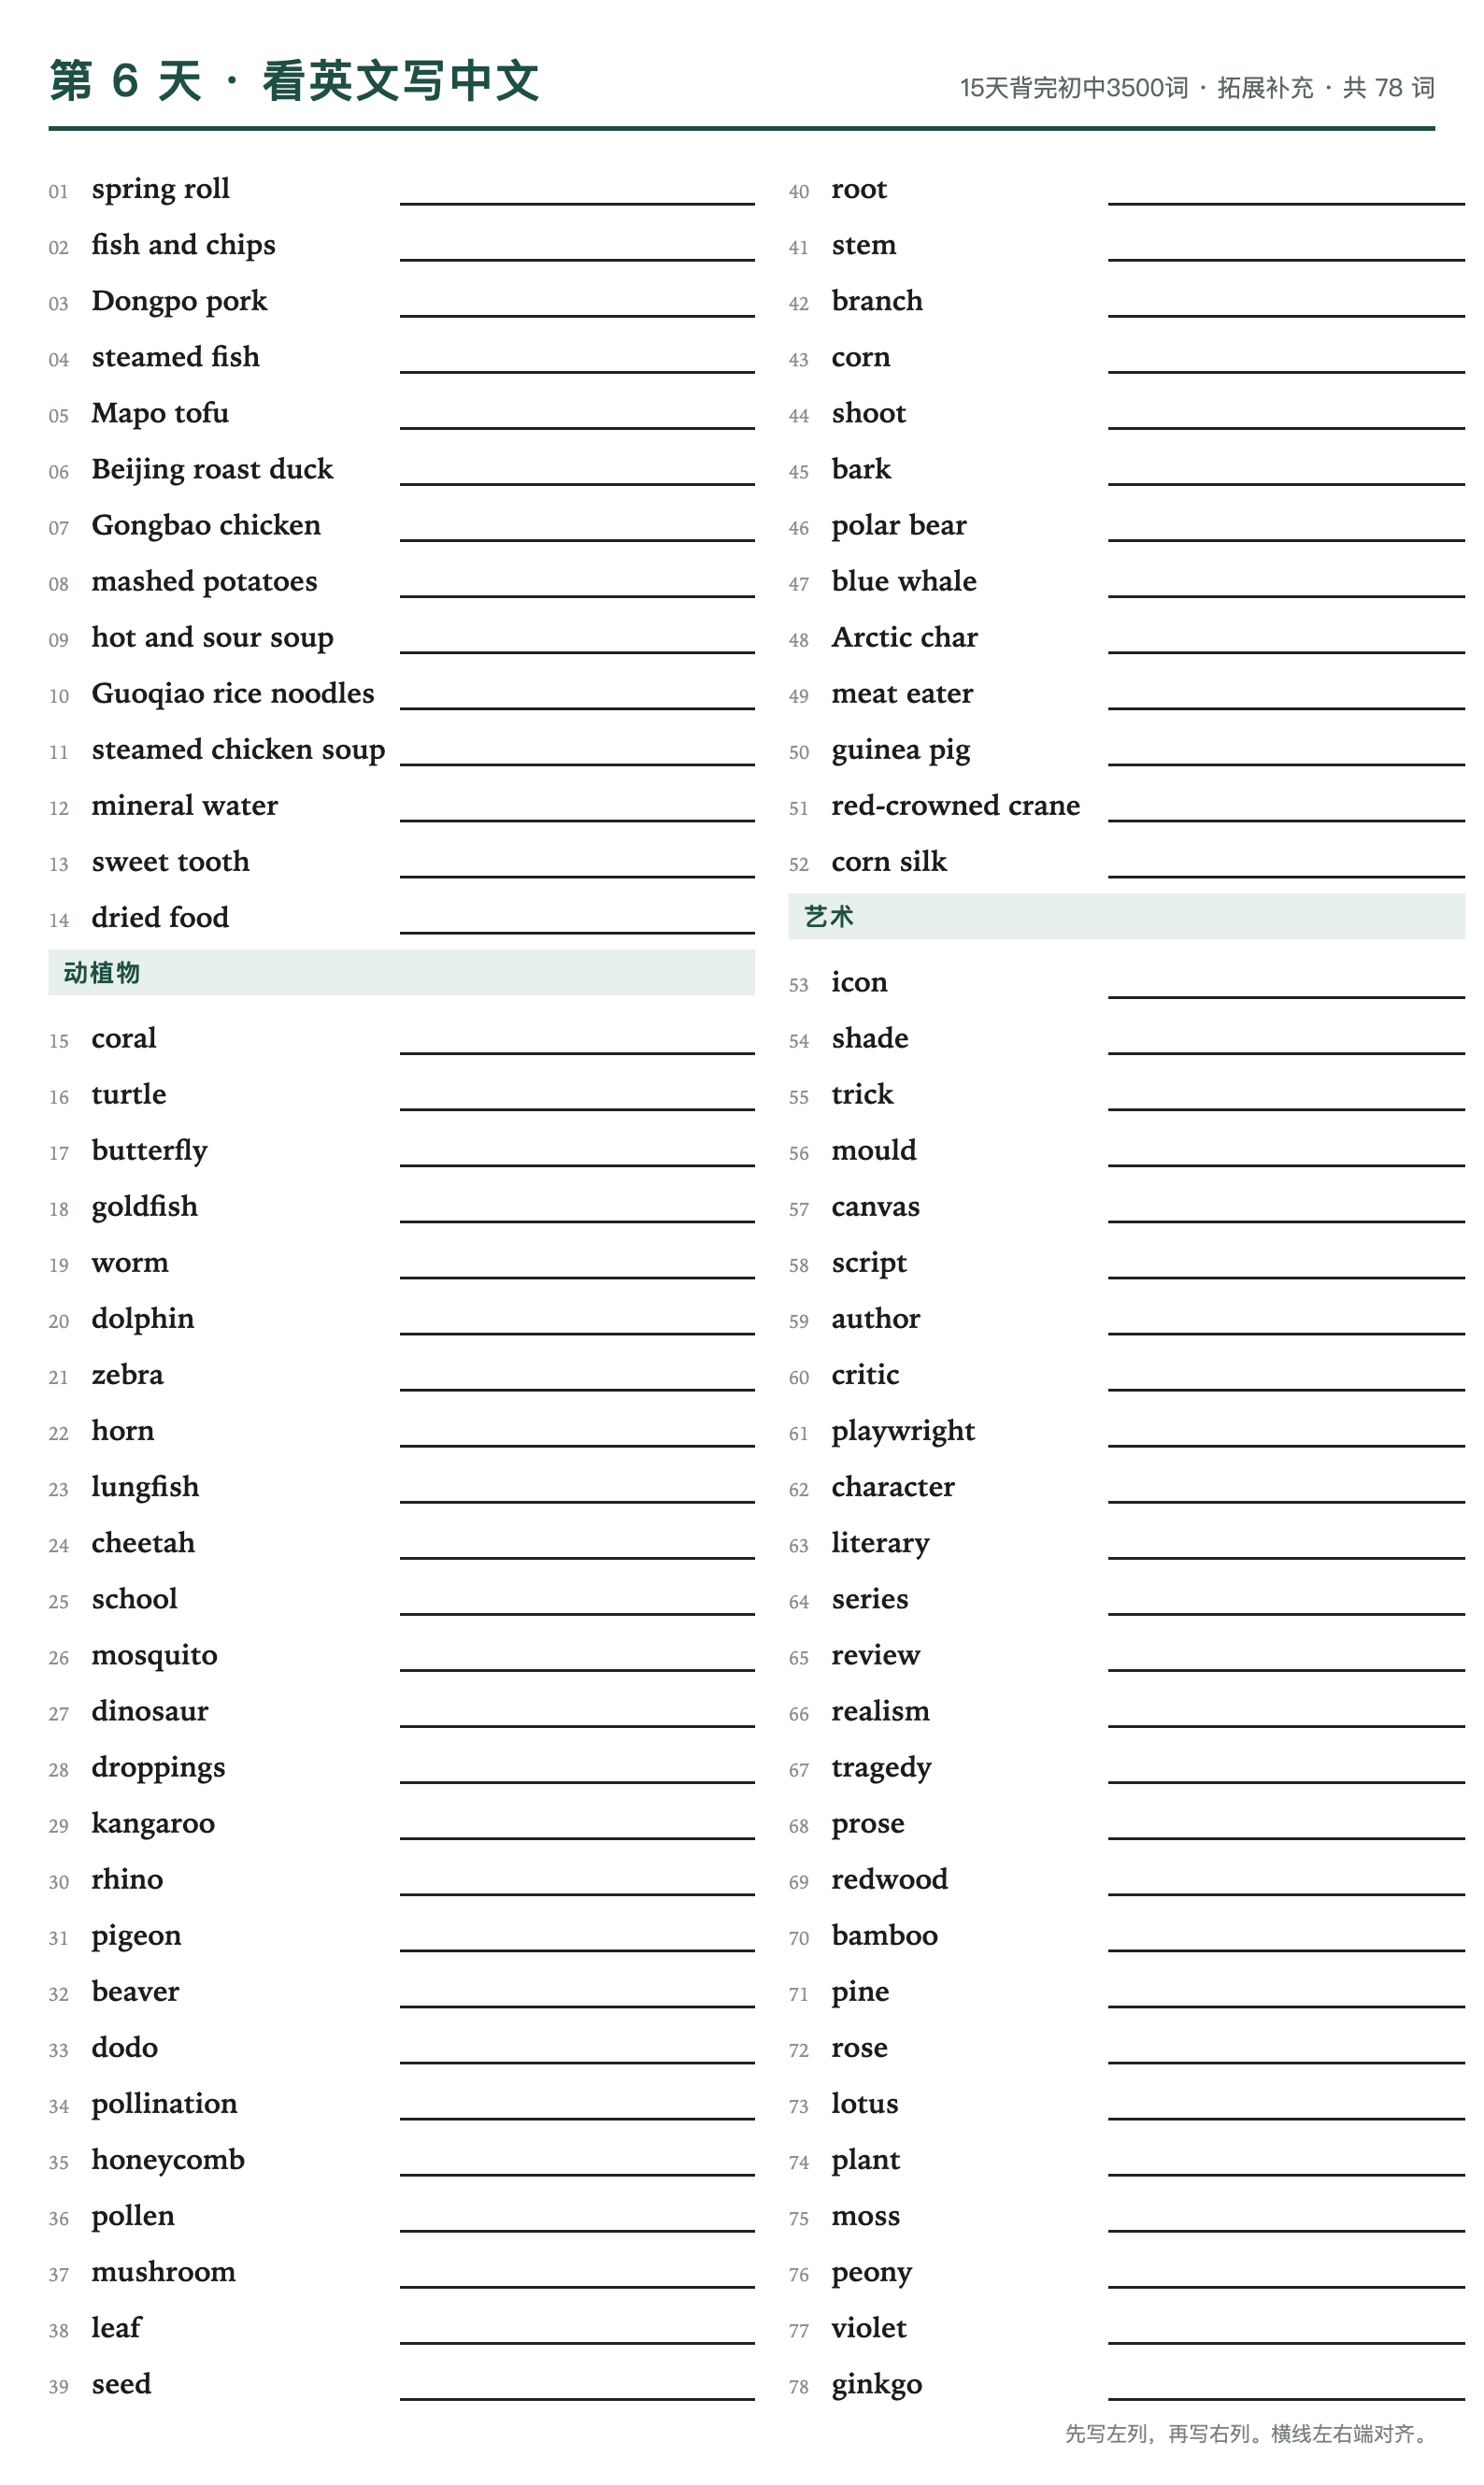 第 6 天 · 看英文写中文
15天背完初中3500词 · 拓展补充 · 共 78 词
01 spring roll
02 fish and chips
03 Dongpo pork
04 steamed fish
05 Mapo tofu
06 Beijing roast duck
07 Gongbao chicken
08 mashed potatoes
09 hot and sour soup
10 Guoqiao rice noodles
11 steamed chicken soup
12 mineral water
13 sweet tooth
14 dried food
动植物
15 coral
16 turtle
17 butterfly
18 goldfish
19 worm
20 dolphin
21 zebra
22 horn
23 lungfish
24 cheetah
25 school
26 mosquito
27 dinosaur
28 droppings
29 kangaroo
30 rhino
31 pigeon
32 beaver
33 dodo
34 pollination
35 honeycomb
36 pollen
37 mushroom
38 leaf
39 seed
40 root
41 stem
42 branch
43 corn
44 shoot
45 bark
46 polar bear
47 blue whale
48 Arctic char
49 meat eater
50 guinea pig
51 red-crowned crane
52 corn silk
艺术
53 icon
54 shade
55 trick
56 mould
57 canvas
58 script
59 author
60 critic
61 playwright
62 character
63 literary
64 series
65 review
66 realism
67 tragedy
68 prose
69 redwood
70 bamboo
71 pine
72 rose
73 lotus
74 plant
75 moss
76 peony
77 violet
78 ginkgo
先写左列，再写右列。横线左右端对齐。